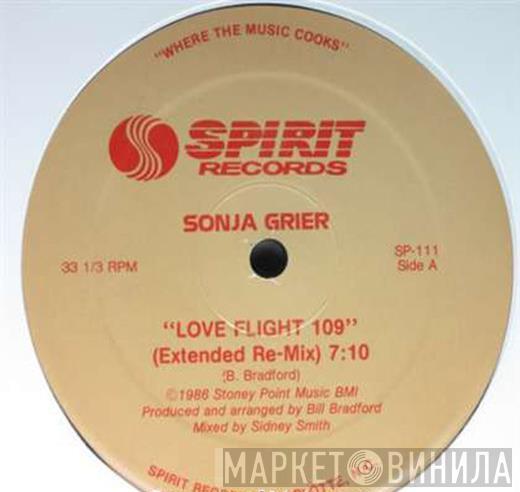 "WHERE THE MUSIC COOKS"
SPIRIT
RECORDS
SONJA GRIER
33 1/3 RPM
SP-111
Side A
"LOVE FLIGHT 109"
(Extended Re-Mix) 7:10
(B. Bradford)
©1986 Stoney Point Music BMI
Produced and arranged by Bill Bradford
Mixed by Sidney Smith
SPIRIT
МАРКЕТ ВИНИЛА